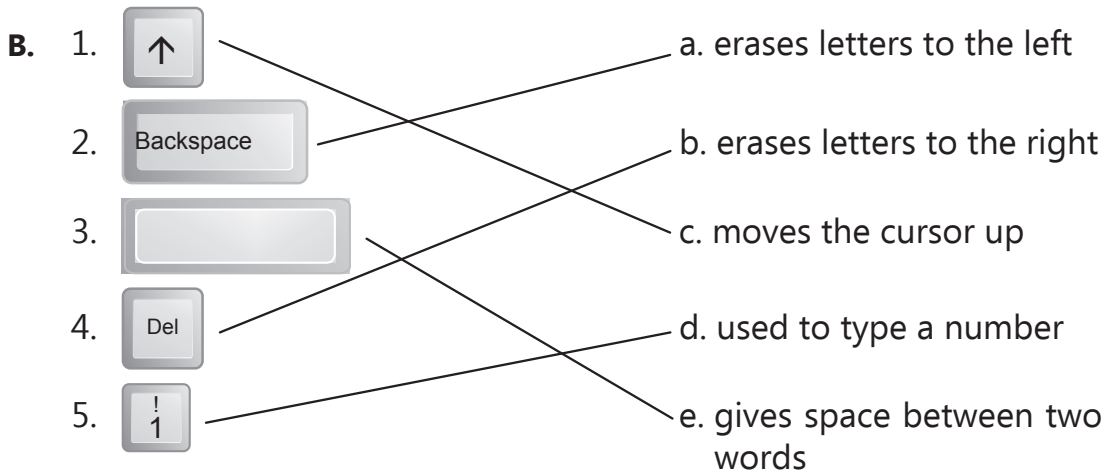 B. 1. ↑ a. erases letters to the left
2. Backspace b. erases letters to the right
3. c. moves the cursor up
4. Del d. used to type a number
5. ! 1 e. gives space between two
words